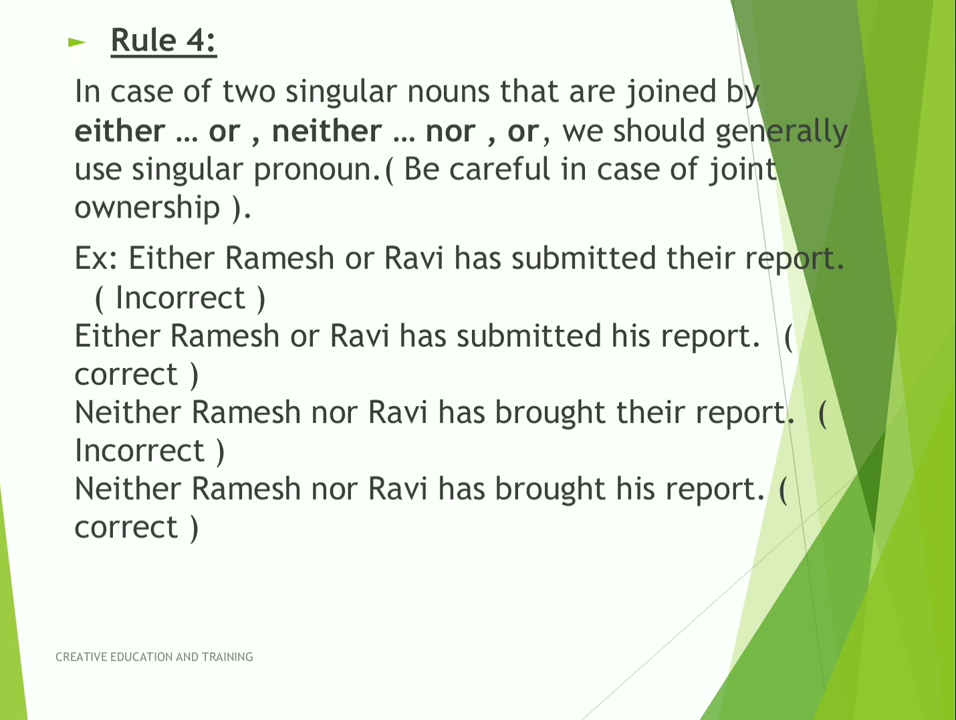 ► Rule 4:
In case of two singular nouns that are joined by
either … or , neither … nor , or, we should generally
use singular pronoun.( Be careful in case of joint
ownership ).
Ex: Either Ramesh or Ravi has submitted their report.
( Incorrect )
Either Ramesh or Ravi has submitted his report.  (
correct )
Neither Ramesh nor Ravi has brought their report.  (
Incorrect )
Neither Ramesh nor Ravi has brought his report. (
correct )
CREATIVE EDUCATION AND TRAINING